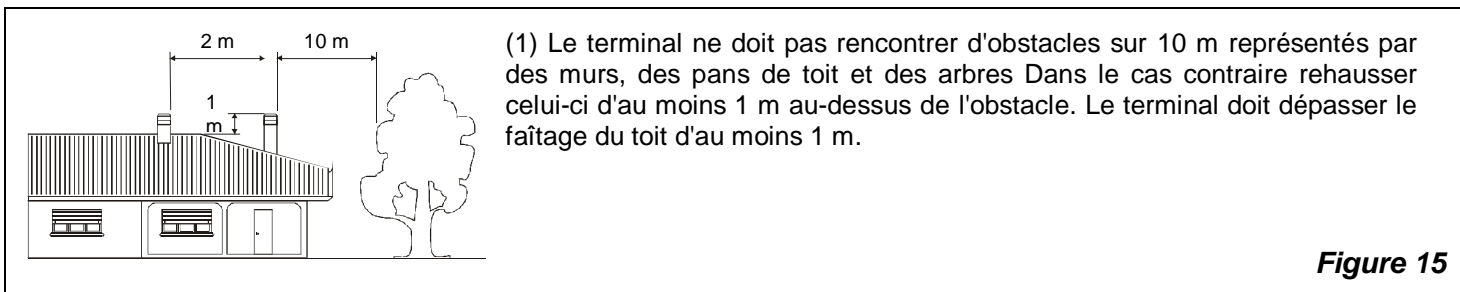 2 m 10 m
1
m
(1) Le terminal ne doit pas rencontrer d'obstacles sur 10 m représentés par
des murs, des pans de toit et des arbres Dans le cas contraire rehausser
celui-ci d'au moins 1 m au-dessus de l'obstacle. Le terminal doit dépasser le
faîtage du toit d'au moins 1 m.
Figure 15